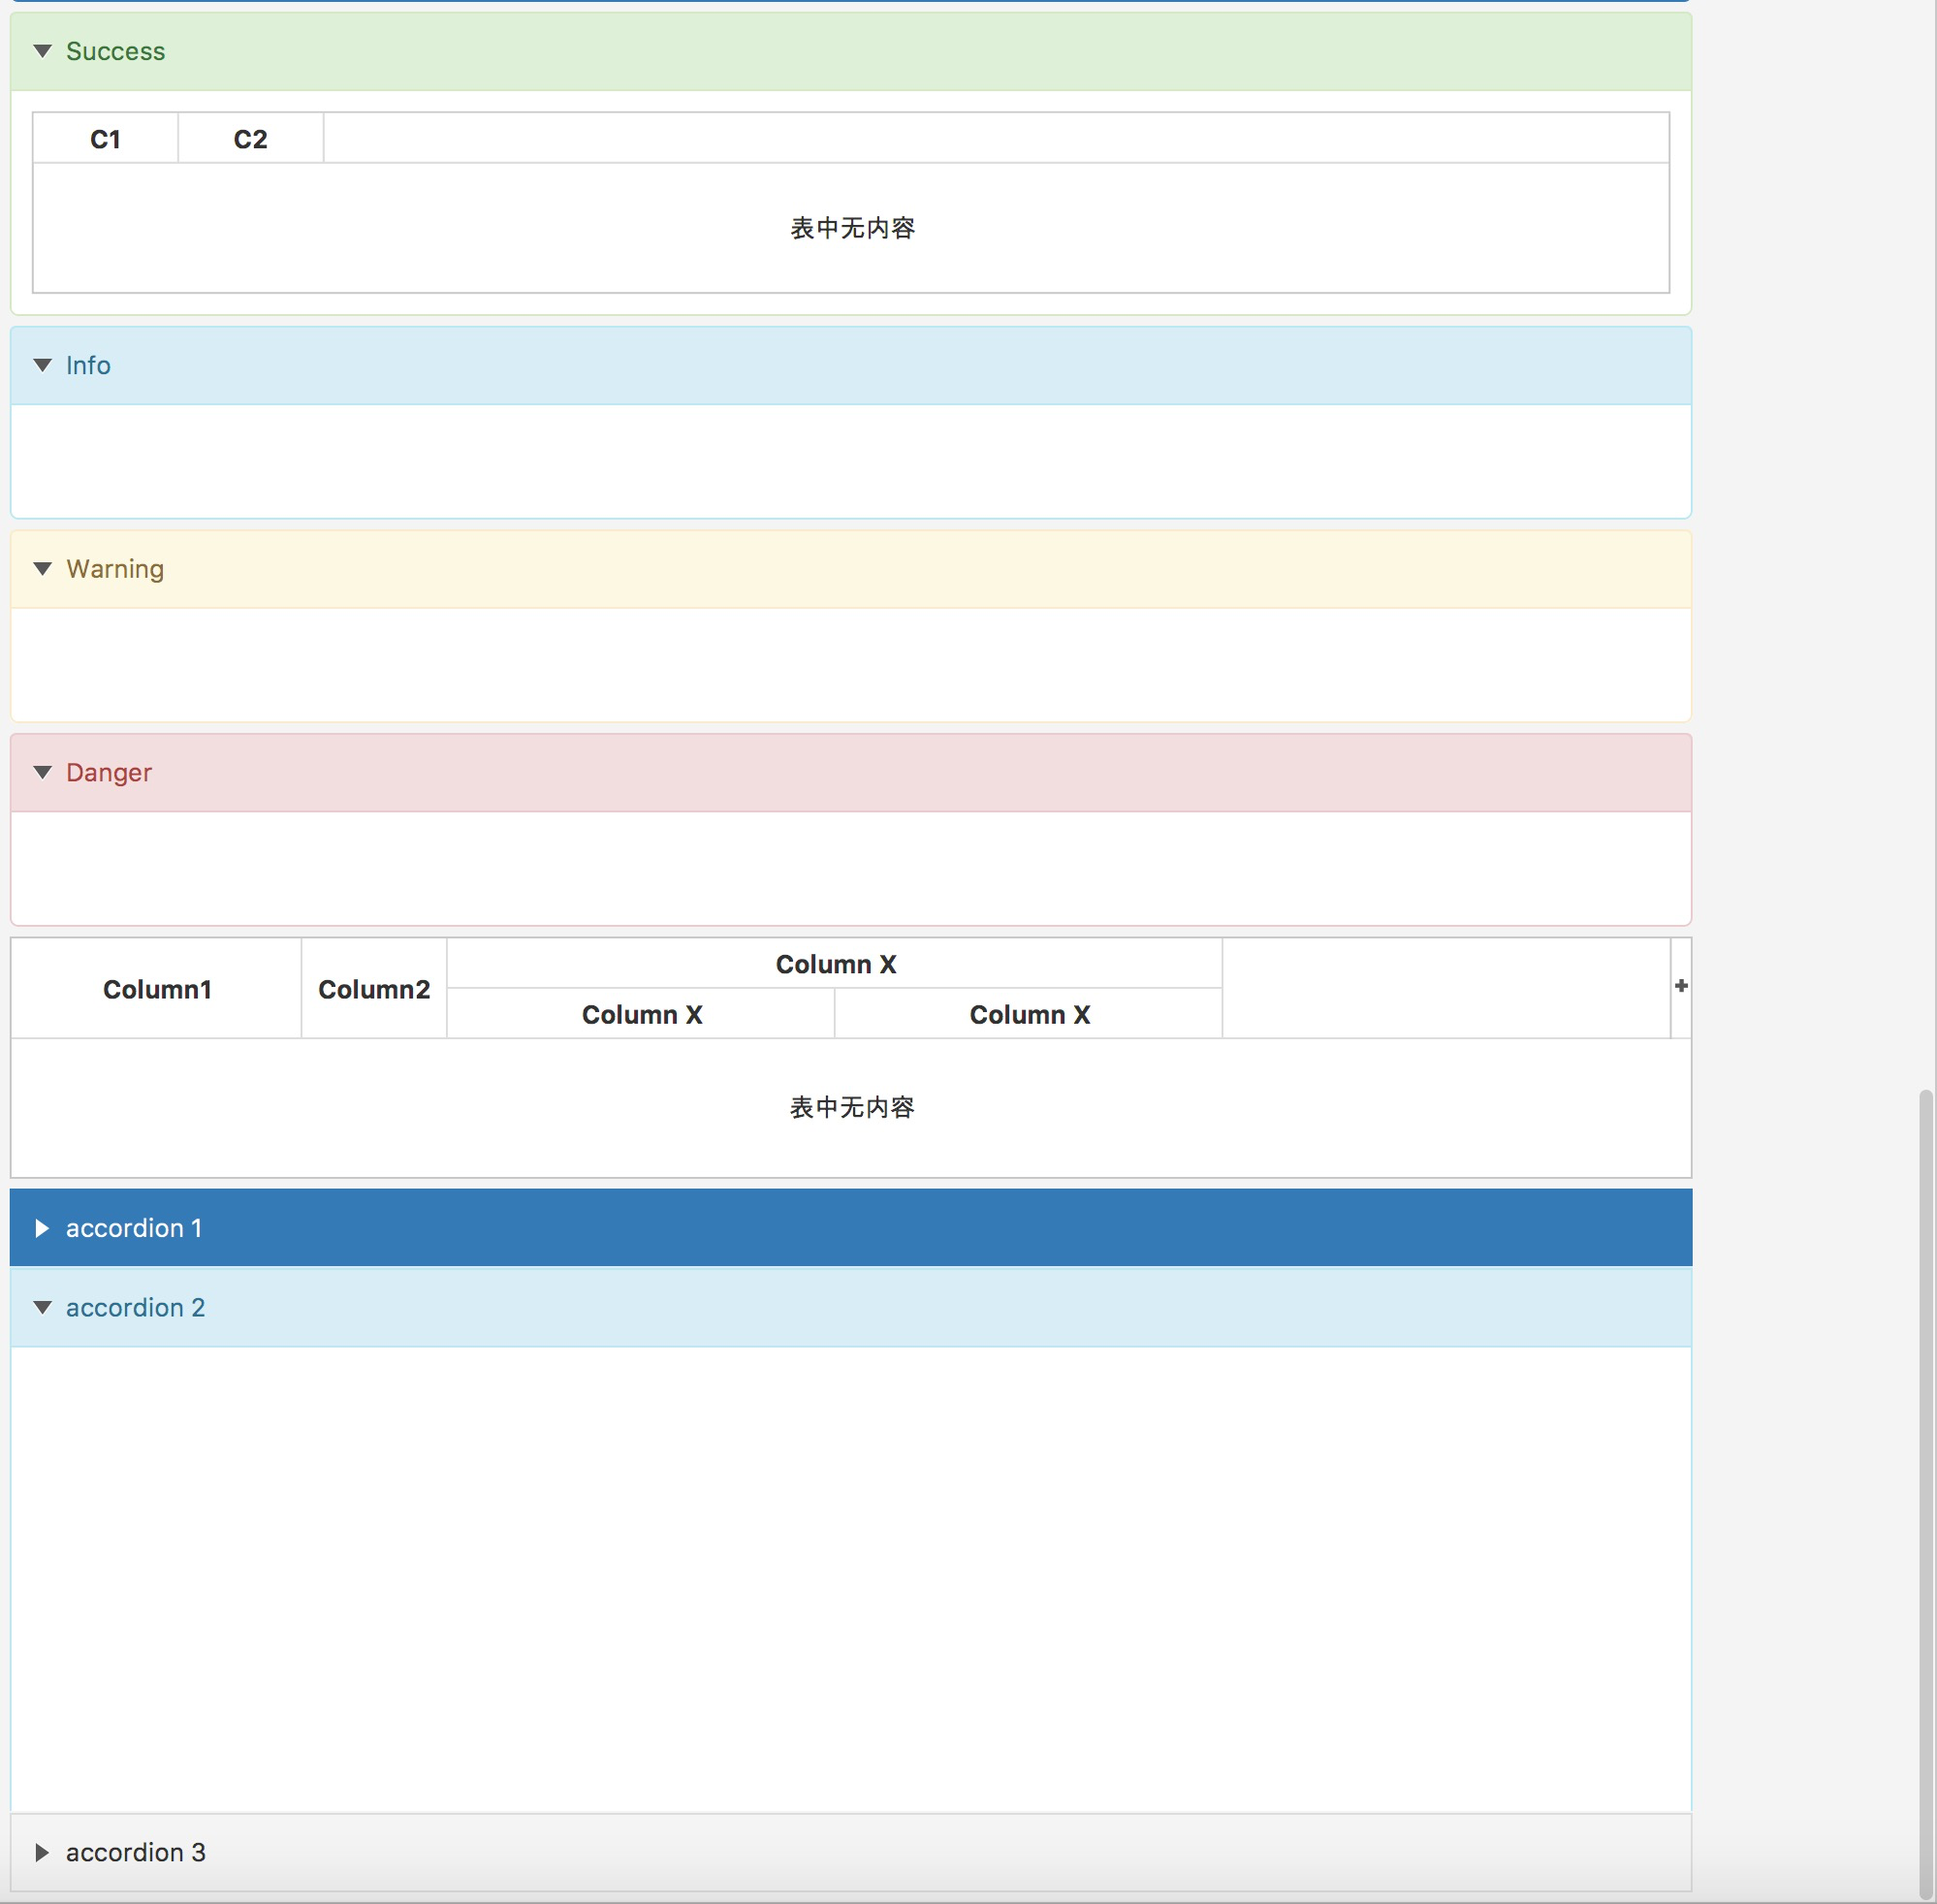 Success
C1 C2
表中无内容
Info
Warning
Danger
Column X
Column1 Column2 +
Column X Column X
表中无内容
accordion 1
accordion 2
accordion 3